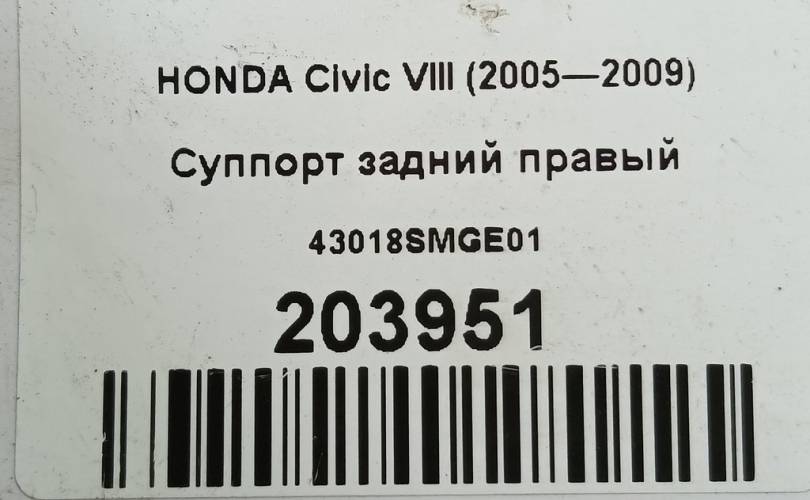 HONDA Civic VIII (2005—2009)
Суппорт задний правый
43018SMGE01
203951